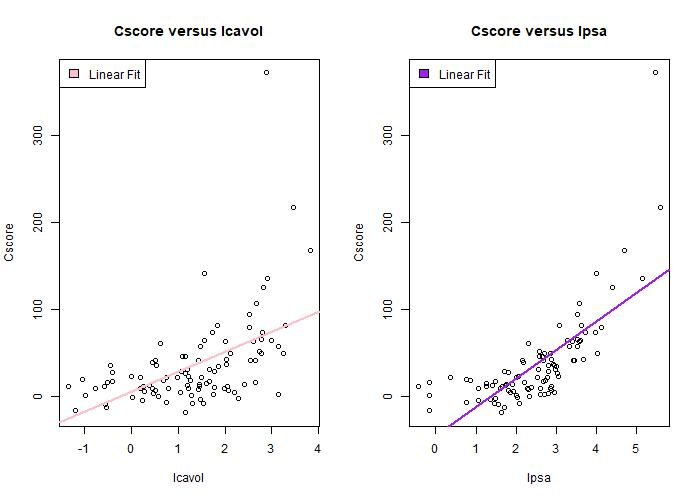 Cscore versus lcavol
Linear Fit
Cscore
300
200
100
0
-1 0 1 2 3 4
lcavol
Cscore versus lpsa
Linear Fit
Cscore
300
200
100
0
0 1 2 3 4 5
lpsa